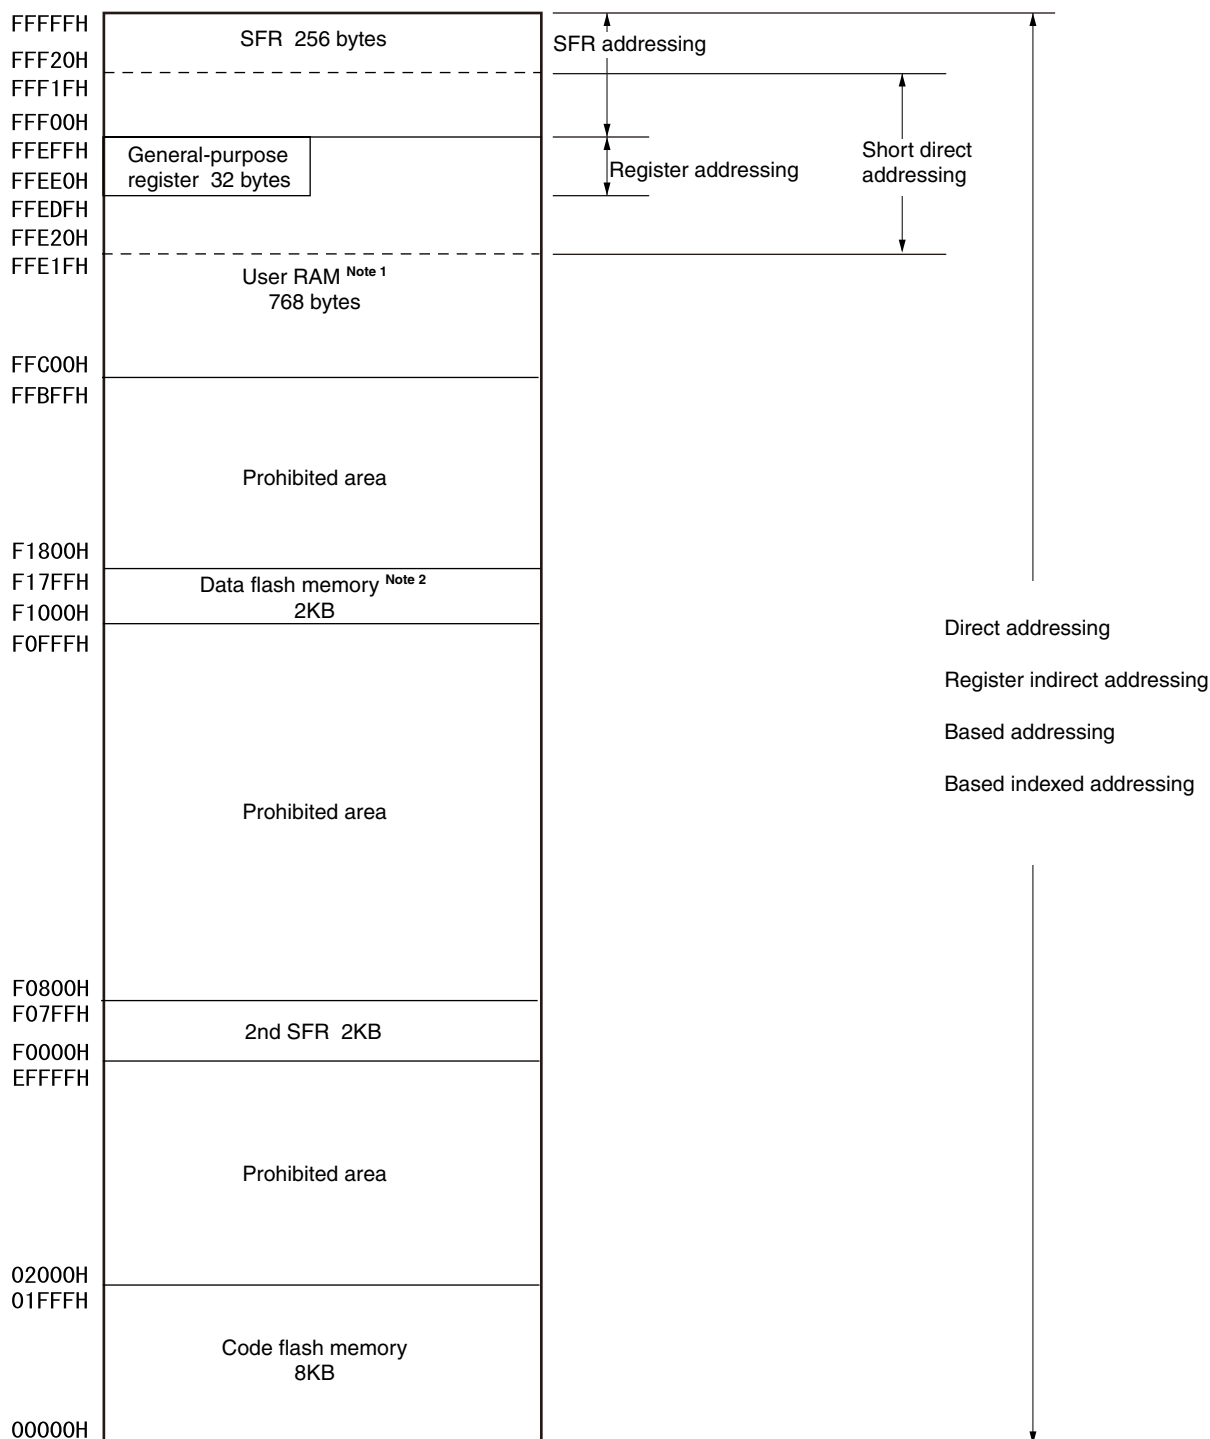 FFFFFH
SFR 256 bytes
SFR addressing
FFF20H
FFF1FH
FFF00H
FFEFFH
General-purpose
register 32 bytes
FFEE0H
Register addressing
Short direct
addressing
FFEDFH
FFE20H
FFE1FH
User RAM Note 1
768 bytes
FFC00H
FFBFFH
Prohibited area
F1800H
F17FFH
Data flash memory Note 2
2KB
F1000H
F0FFFH
Direct addressing
Register indirect addressing
Based addressing
Based indexed addressing
Prohibited area
F0800H
F07FFH
2nd SFR 2KB
F0000H
EFFFFH
Prohibited area
02000H
01FFFH
Code flash memory
8KB
00000H